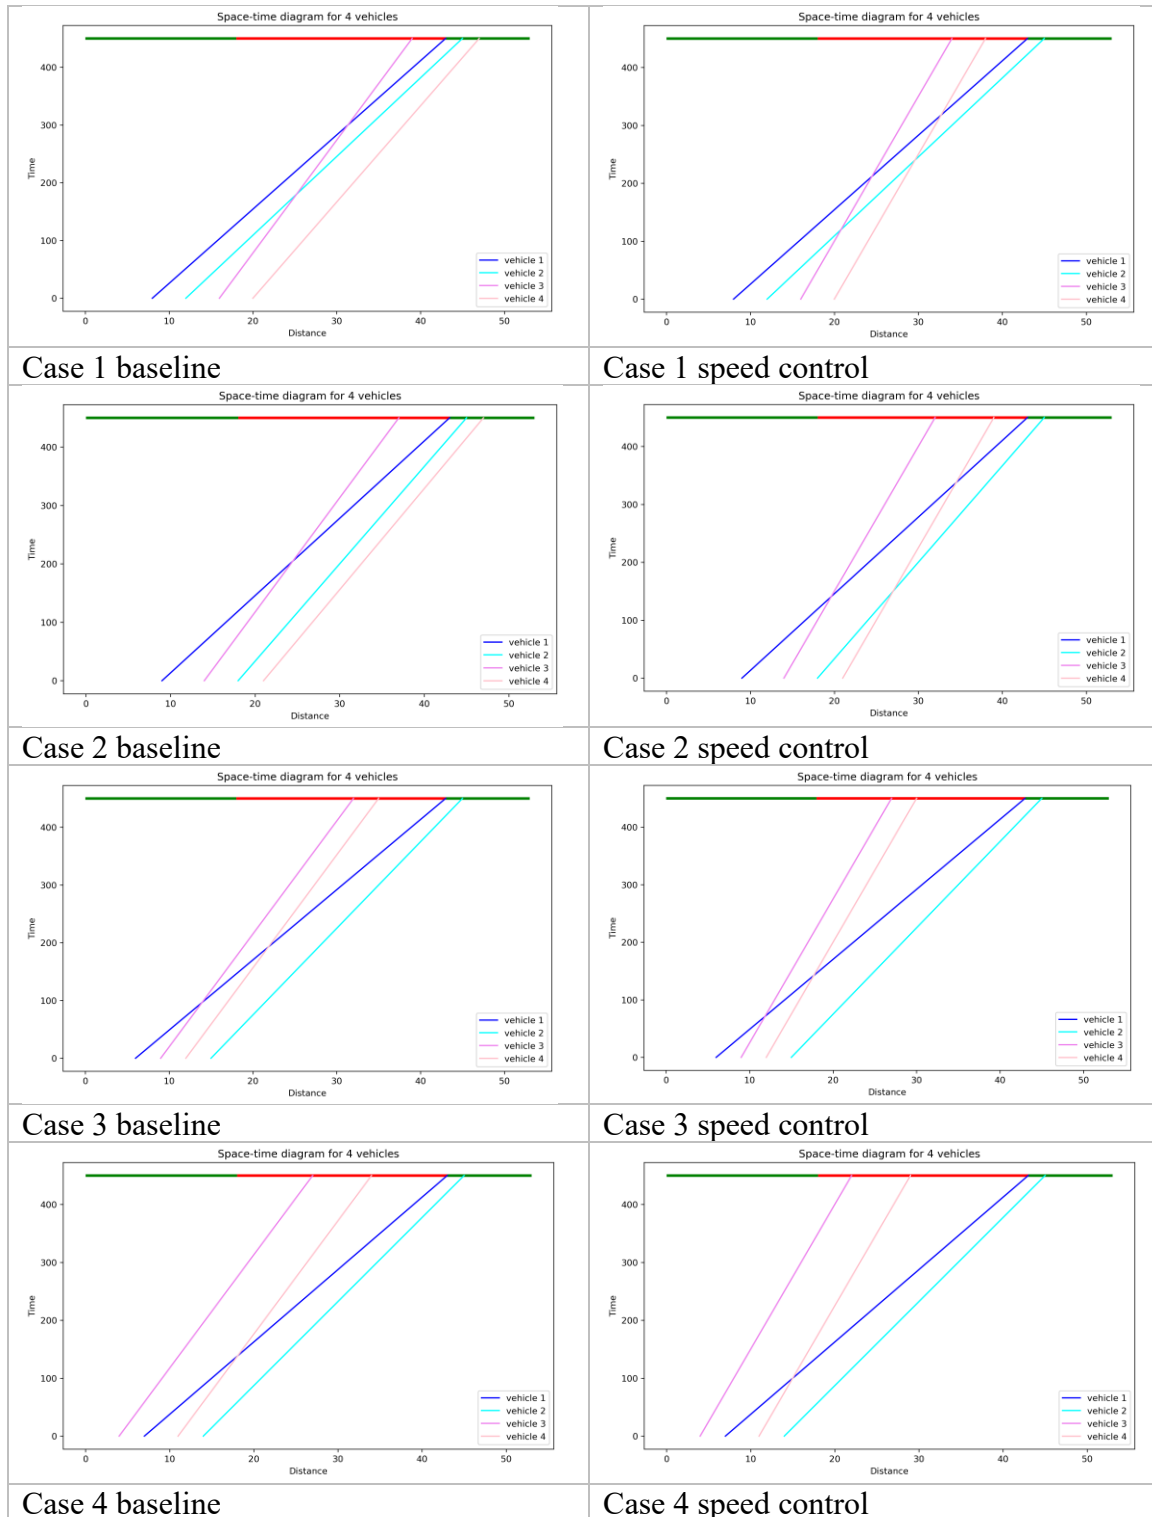 Space-time diagram for 4 vehicles
400
300
200
100
0
Time
0 10 20 30 40 50
Distance
vehicle 1
vehicle 2
vehicle 3
vehicle 4
Case 1 baseline
Space-time diagram for 4 vehicles
400
300
200
100
0
Time
0 10 20 30 40 50
Distance
vehicle 1
vehicle 2
vehicle 3
vehicle 4
Case 1 speed control
Space-time diagram for 4 vehicles
400
300
200
100
0
Time
0 10 20 30 40 50
Distance
vehicle 1
vehicle 2
vehicle 3
vehicle 4
Case 2 baseline
Space-time diagram for 4 vehicles
400
300
200
100
0
Time
0 10 20 30 40 50
Distance
vehicle 1
vehicle 2
vehicle 3
vehicle 4
Case 2 speed control
Space-time diagram for 4 vehicles
400
300
200
100
0
Time
0 10 20 30 40 50
Distance
vehicle 1
vehicle 2
vehicle 3
vehicle 4
Case 3 baseline
Space-time diagram for 4 vehicles
400
300
200
100
0
Time
0 10 20 30 40 50
Distance
vehicle 1
vehicle 2
vehicle 3
vehicle 4
Case 3 speed control
Space-time diagram for 4 vehicles
400
300
200
100
0
Time
0 10 20 30 40 50
Distance
vehicle 1
vehicle 2
vehicle 3
vehicle 4
Case 4 baseline
Space-time diagram for 4 vehicles
400
300
200
100
0
Time
0 10 20 30 40 50
Distance
vehicle 1
vehicle 2
vehicle 3
vehicle 4
Case 4 speed control